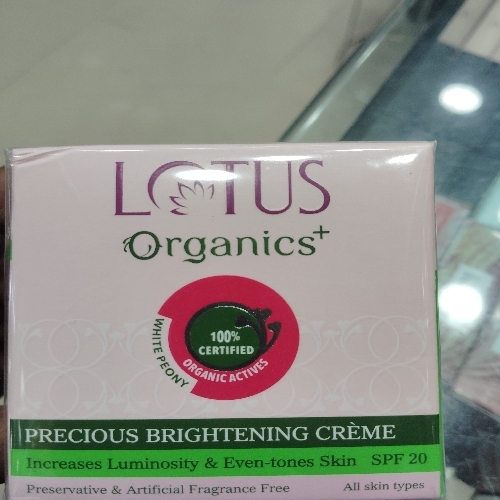 LOTUS
Organics+
100%
CERTIFIED
ORGANIC ACTIVES
WHITE PEONY
PRECIOUS BRIGHTENING CRÈME
Increases Luminosity & Even-tones Skin SPF 20
Preservative & Artificial Fragrance Free All skin types